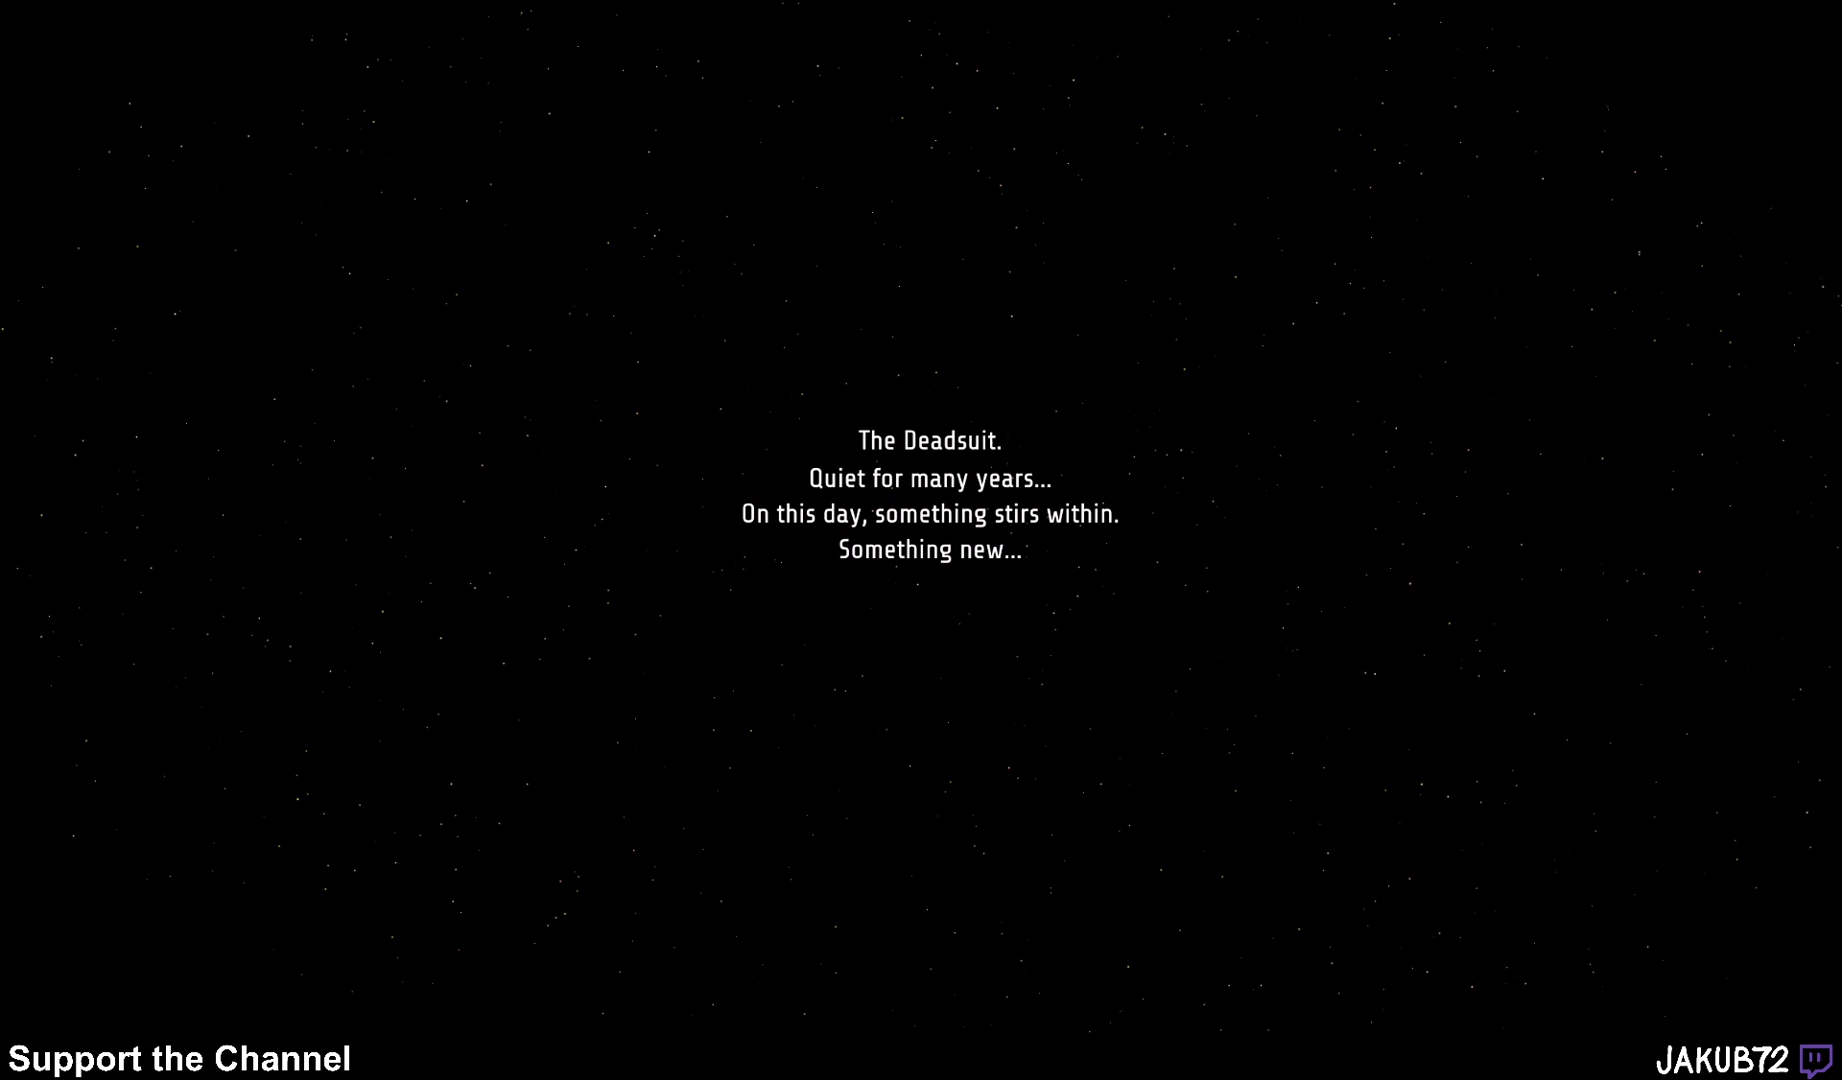 The Deadsuit.
Quiet for many years...
On this day, something stirs within.
Something new...
Support the Channel
JAKUB72